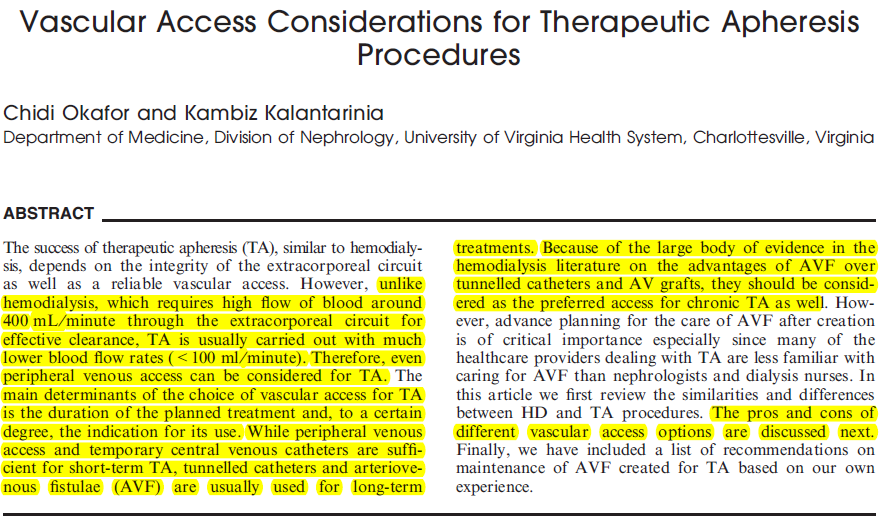 Vascular Access Considerations for Therapeutic Apheresis
Procedures
Chidi Okafor and Kambiz Kalantarinia
Department of Medicine, Division of Nephrology, University of Virginia Health System, Charlottesville, Virginia
ABSTRACT
The success of therapeutic apheresis (TA), similar to hemodialy-
sis, depends on the integrity of the extracorporeal circuit
as well as a reliable vascular access. However, unlike
hemodialysis, which requires high flow of blood around
400 mL/minute through the extracorporeal circuit for
effective clearance, TA is usually carried out with much
lower blood flow rates (<100 ml/minute). Therefore, even
peripheral venous access can be considered for TA. The
main determinants of the choice of vascular access for TA
is the duration of the planned treatment and, to a certain
degree, the indication for its use. While peripheral venous
access and temporary central venous catheters are suffi-
cient for short-term TA, tunnelled catheters and arteriove-
nous fistulae (AVF) are usually used for long-term
treatments. Because of the large body of evidence in the
hemodialysis literature on the advantages of AVF over
tunnelled catheters and AV grafts, they should be consid-
ered as the preferred access for chronic TA as well. How-
ever, advance planning for the care of AVF after creation
is of critical importance especially since many of the
healthcare providers dealing with TA are less familiar with
caring for AVF than nephrologists and dialysis nurses. In
this article we first review the similarities and differences
between HD and TA procedures. The pros and cons of
different vascular access options are discussed next.
Finally, we have included a list of recommendations on
maintenance of AVF created for TA based on our own
experience.